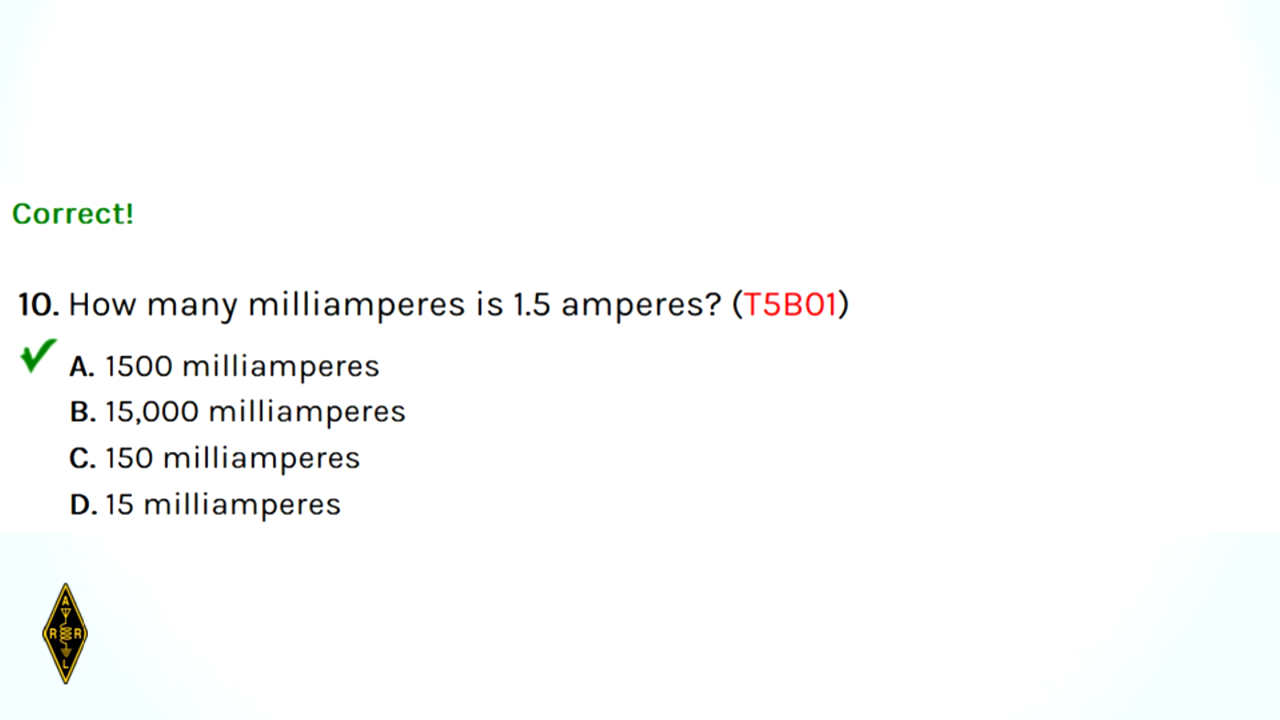 Correct!
10. How many milliamperes is 1.5 amperes? (T5B01)
A. 1500 milliamperes
B. 15,000 milliamperes
C. 150 milliamperes
D. 15 milliamperes
A
R R
L